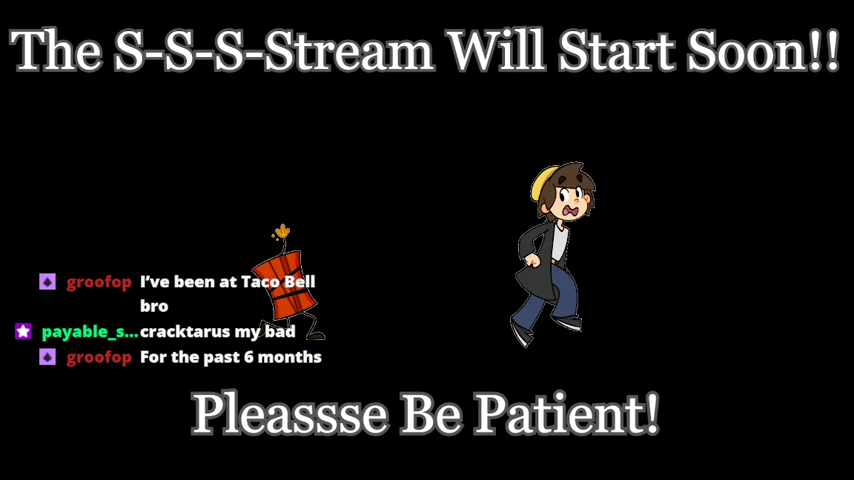 The S-S-S-Stream Will Start Soon!!
groofop I've been at Taco Bell
bro
payable_s... cracktarus my bad
groofop For the past 6 months
Pleassse Be Patient!